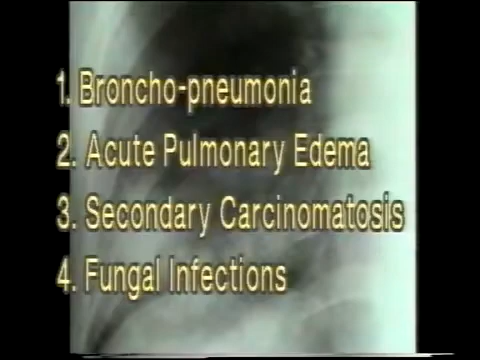 1. Broncho-pneumonia
2. Acute Pulmonary Edema
3. Secondary Carcinomatosis
4. Fungal Infections